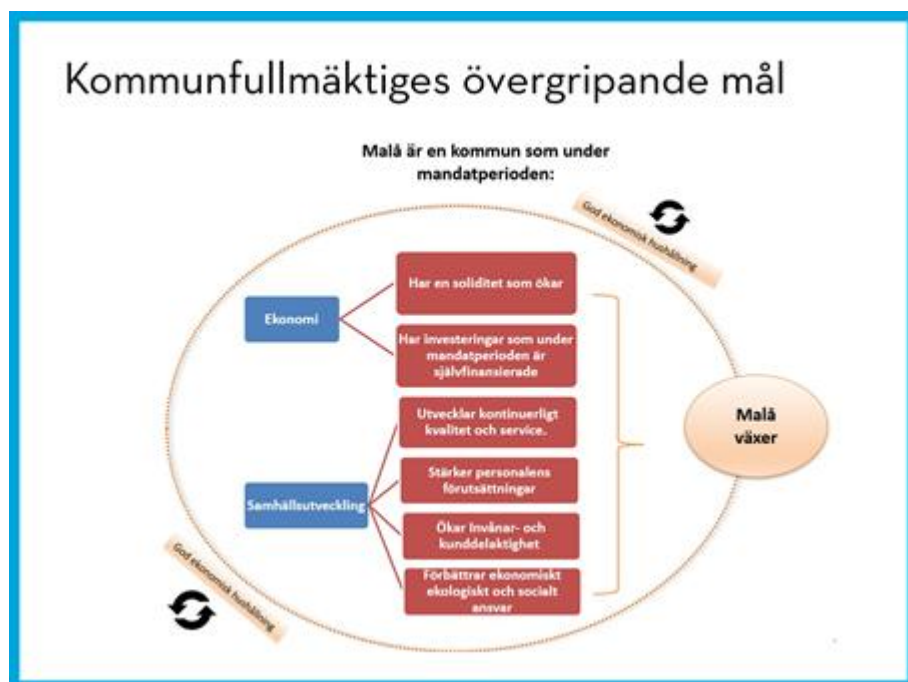 Kommunfullmäktiges övergripande mål
Malå är en kommun som under
mandatperioden:
God ekonomisk hushållning
Ekonomi
Har en soliditet som ökar
Har investeringar som under
mandatperioden är
självfinansierade
Samhällsutveckling
Utvecklar kontinuerligt
kvalitet och service.
Stärker personalens
förutsättningar
Ökar invånar- och
kunddelaktighet
Förbättrar ekonomiskt
ekologiskt och socialt
ansvar
Malå
växer
God ekonomisk hushållning